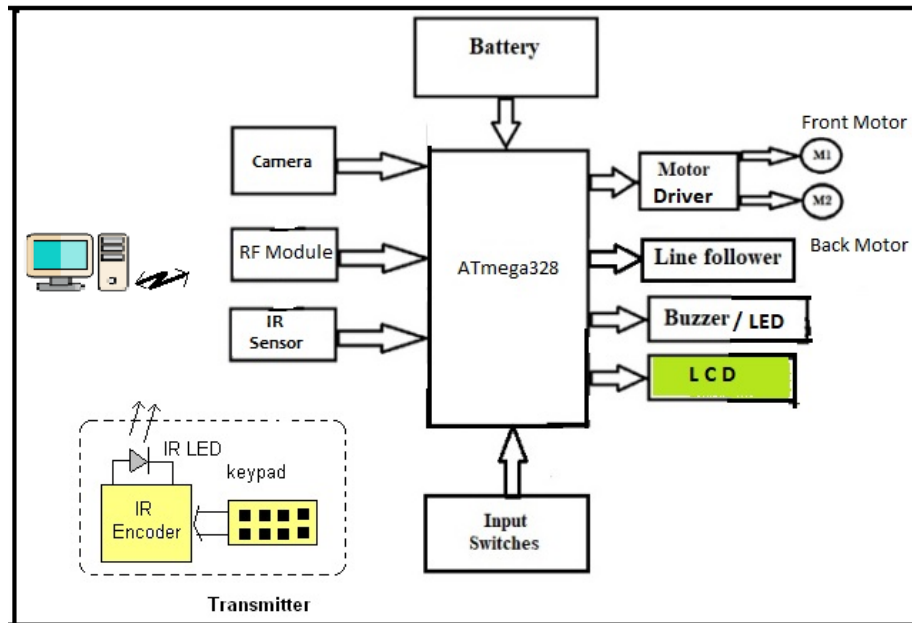 Battery
Front Motor
Camera
M1
Motor
Driver
M2
RF Module
ATmega328
Back Motor
Line follower
IR
Sensor
Buzzer / LED
L C D
IR LED
keypad
IR
Encoder
Input
Switches
Transmitter